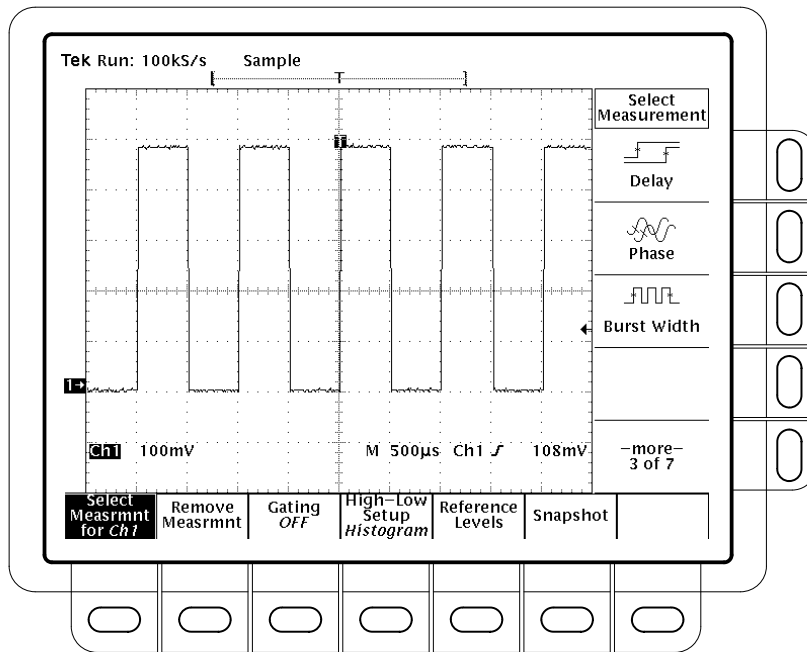 Tek Run: 100kS/s Sample
T
Select
Measurement
T
Delay
Phase
Burst Width
1→
Ch1 100mV M 500µs Ch1 108mV
–more–
3 of 7
Select
Measrmnt
for Ch1
Remove
Measrmnt
Gating
OFF
High–Low
Setup
Histogram
Reference
Levels
Snapshot